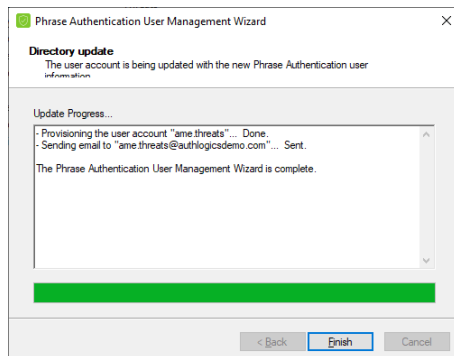 Phrase Authentication User Management Wizard
Directory update
The user account is being updated with the new Phrase Authentication user
information
Update Progress...
- Provisioning the user account "ame.threats"... Done.
- Sending email to "ame.threats@authlogicsdemo.com"... Sent.
The Phrase Authentication User Management Wizard is complete.
< Back
Finish
Cancel